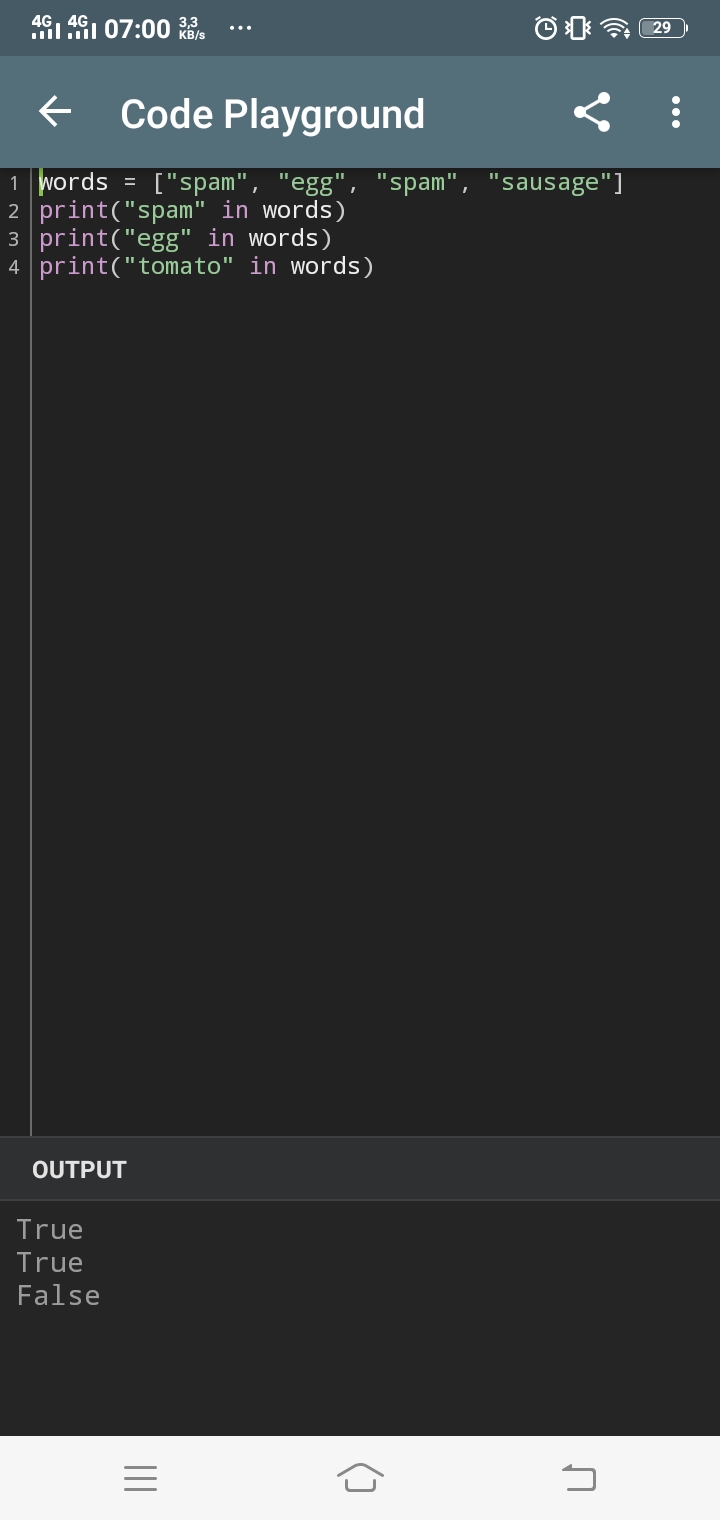 4G 4G 07:00 3,3 KB/s ... 29
Code Playground
1 words = ["spam", "egg", "spam", "sausage"]
2 print("spam" in words)
3 print("egg" in words)
4 print("tomato" in words)
OUTPUT
True
True
False